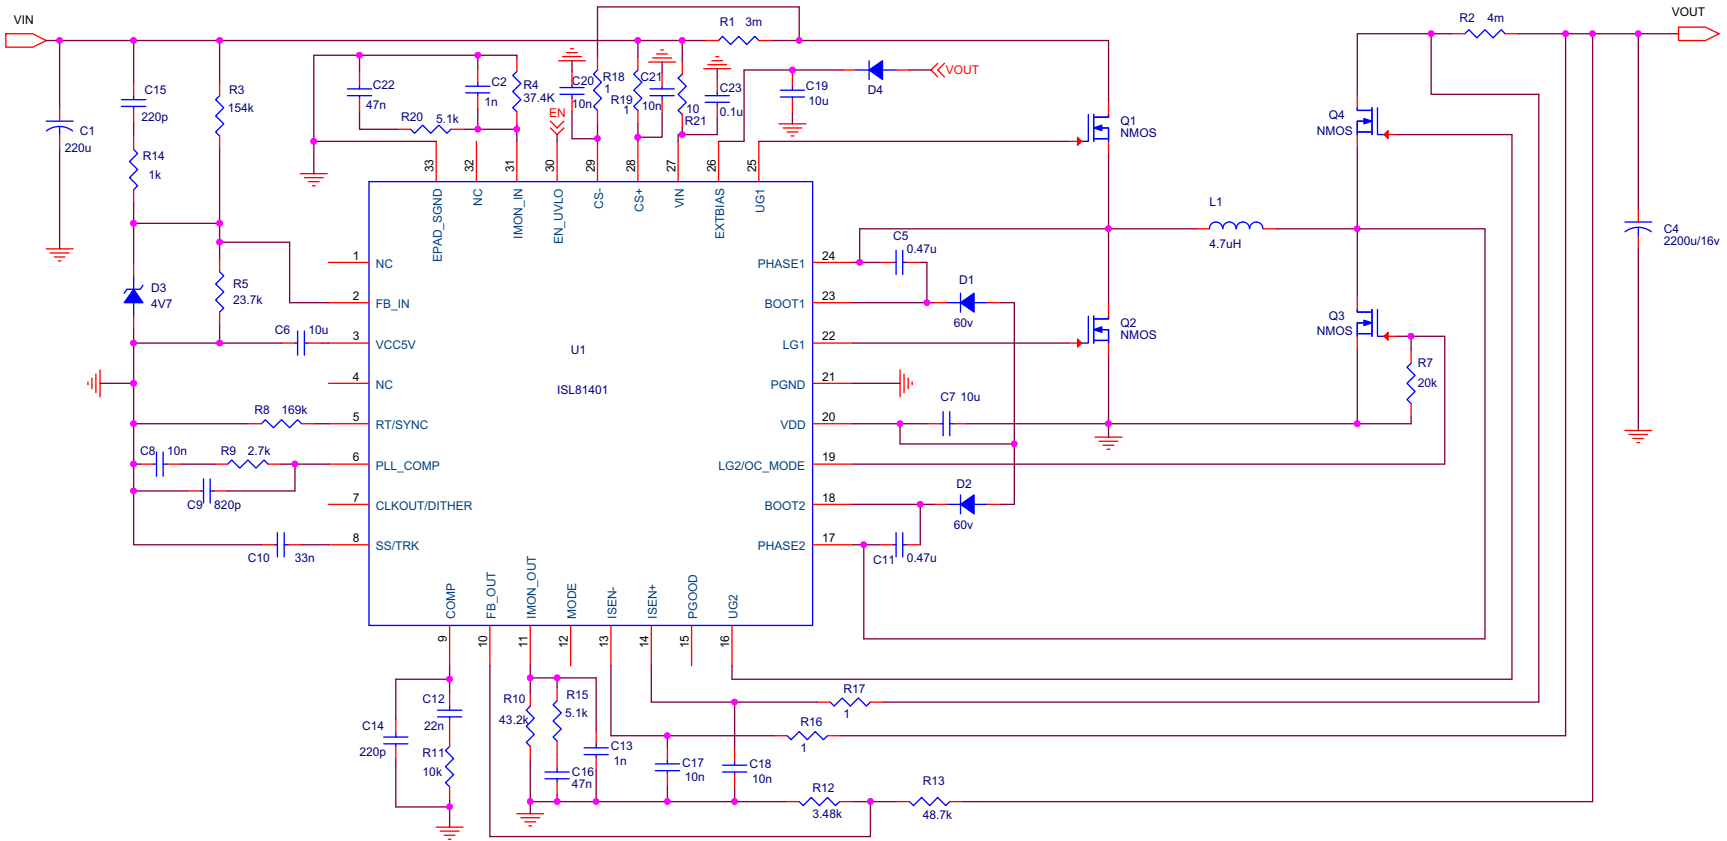 VIN
VOUT
R1 3m
R2 4m
C15
220p
R3
154k
C1
220u
R14
1k
C22
47n
C2
1n
R4
37.4K
R20 5.1k
C20
10n
EN
R18
1
R19
1
C21
10n
10
R21
C23
0.1u
C19
10u
D4
VOUT
Q1
NMOS
Q4
NMOS
33
32
31
30
29
28
27
26
25
EPAD_SGND
NC
IMON_IN
EN_UVLO
CS-
CS+
VIN
EXTBIAS
UG1
L1
4.7uH
C4
2200u/16v
D3
4V7
R5
23.7k
C6 10u
1 NC
2 FB_IN
3 VCC5V
4 NC
5 RT/SYNC
6 PLL_COMP
7 CLKOUT/DITHER
8 SS/TRK
U1
ISL81401
PHASE1 24
BOOT1 23
LG1 22
PGND 21
VDD 20
LG2/OC_MODE 19
BOOT2 18
PHASE2 17
C5
0.47u
D1
60v
Q2
NMOS
Q3
NMOS
R7
20k
C7 10u
D2
60v
C11 0.47u
R8 169k
C8 10n
R9 2.7k
C9 820p
C10 33n
COMP
FB_OUT
IMON_OUT
MODE
ISEN-
ISEN+
PGOOD
UG2
9
10
11
12
13
14
15
16
C12
22n
C14
220p
R11
10k
R10
43.2k
R15
5.1k
C13
1n
C16
47n
C17
10n
C18
10n
R17
1
R16
1
R12
3.48k
R13
48.7k